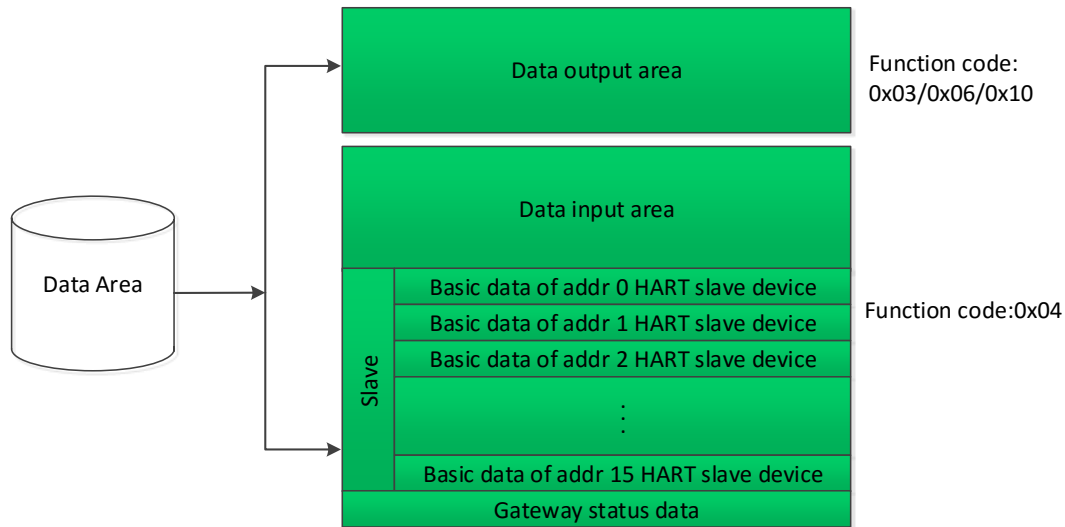 Data output area
Function code:
0x03/0x06/0x10
Data input area
Data Area
Slave
Basic data of addr 0 HART slave device
Basic data of addr 1 HART slave device
Basic data of addr 2 HART slave device
⋮
Basic data of addr 15 HART slave device
Function code:0x04
Gateway status data